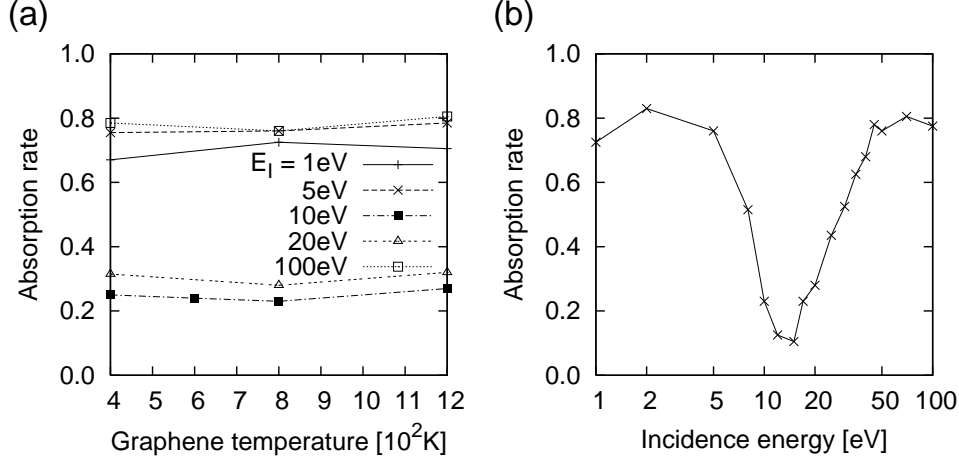 (a)
1.0
0.8
0.6
0.4
0.2
0.0
Absorption rate
E_I = 1eV
5eV
10eV
20eV
100eV
4 5 6 7 8 9 10 11 12
Graphene temperature [10^2K]
(b)
1.0
0.8
0.6
0.4
0.2
0.0
Absorption rate
1 2 5 10 20 50 100
Incidence energy [eV]